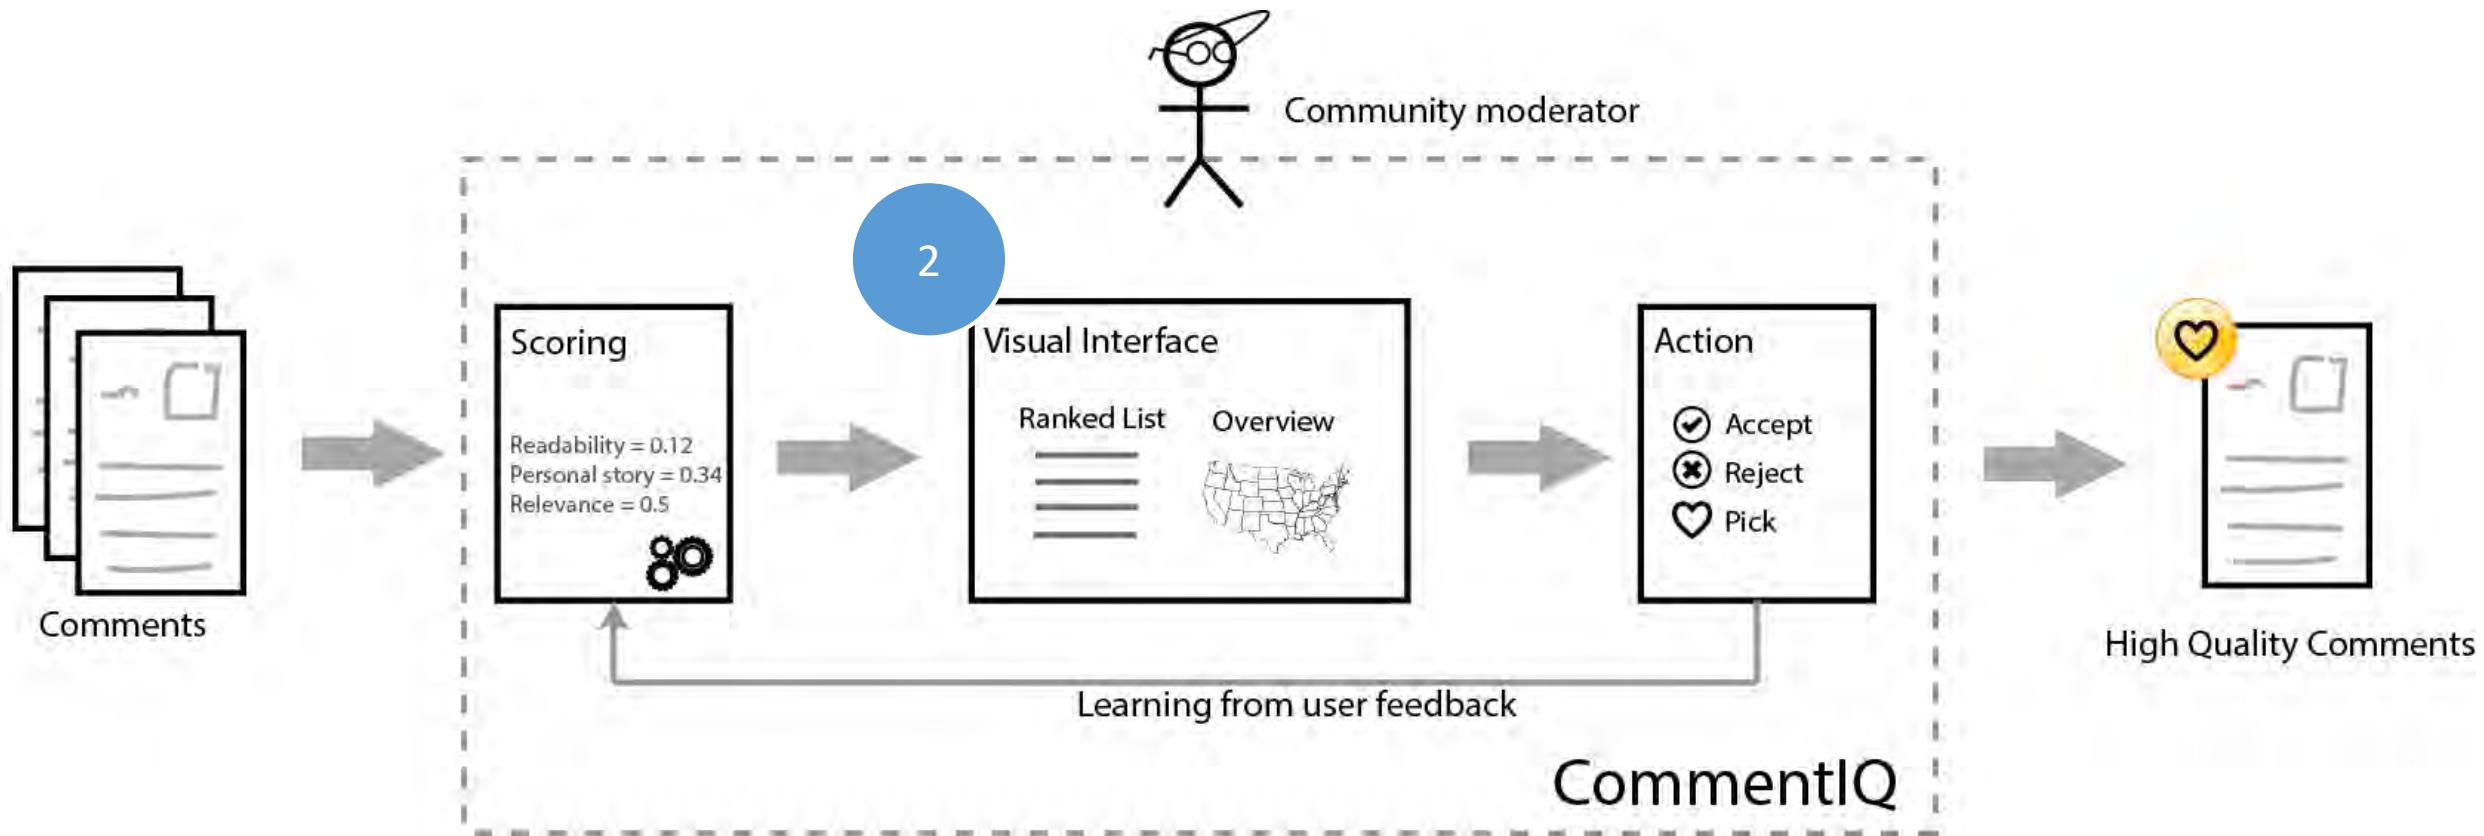 Community moderator
2
Scoring
Readability = 0.12
Personal story = 0.34
Relevance = 0.5
Visual Interface
Ranked List
Overview
Action
Accept
Reject
Pick
Comments
High Quality Comments
Learning from user feedback
CommentIQ